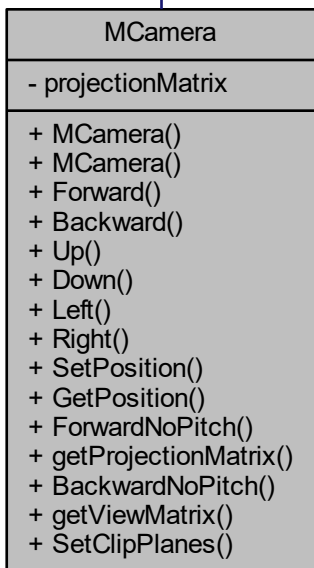 MCamera
- projectionMatrix
+ MCamera()
+ MCamera()
+ Forward()
+ Backward()
+ Up()
+ Down()
+ Left()
+ Right()
+ SetPosition()
+ GetPosition()
+ ForwardNoPitch()
+ getProjectionMatrix()
+ BackwardNoPitch()
+ getViewMatrix()
+ SetClipPlanes()